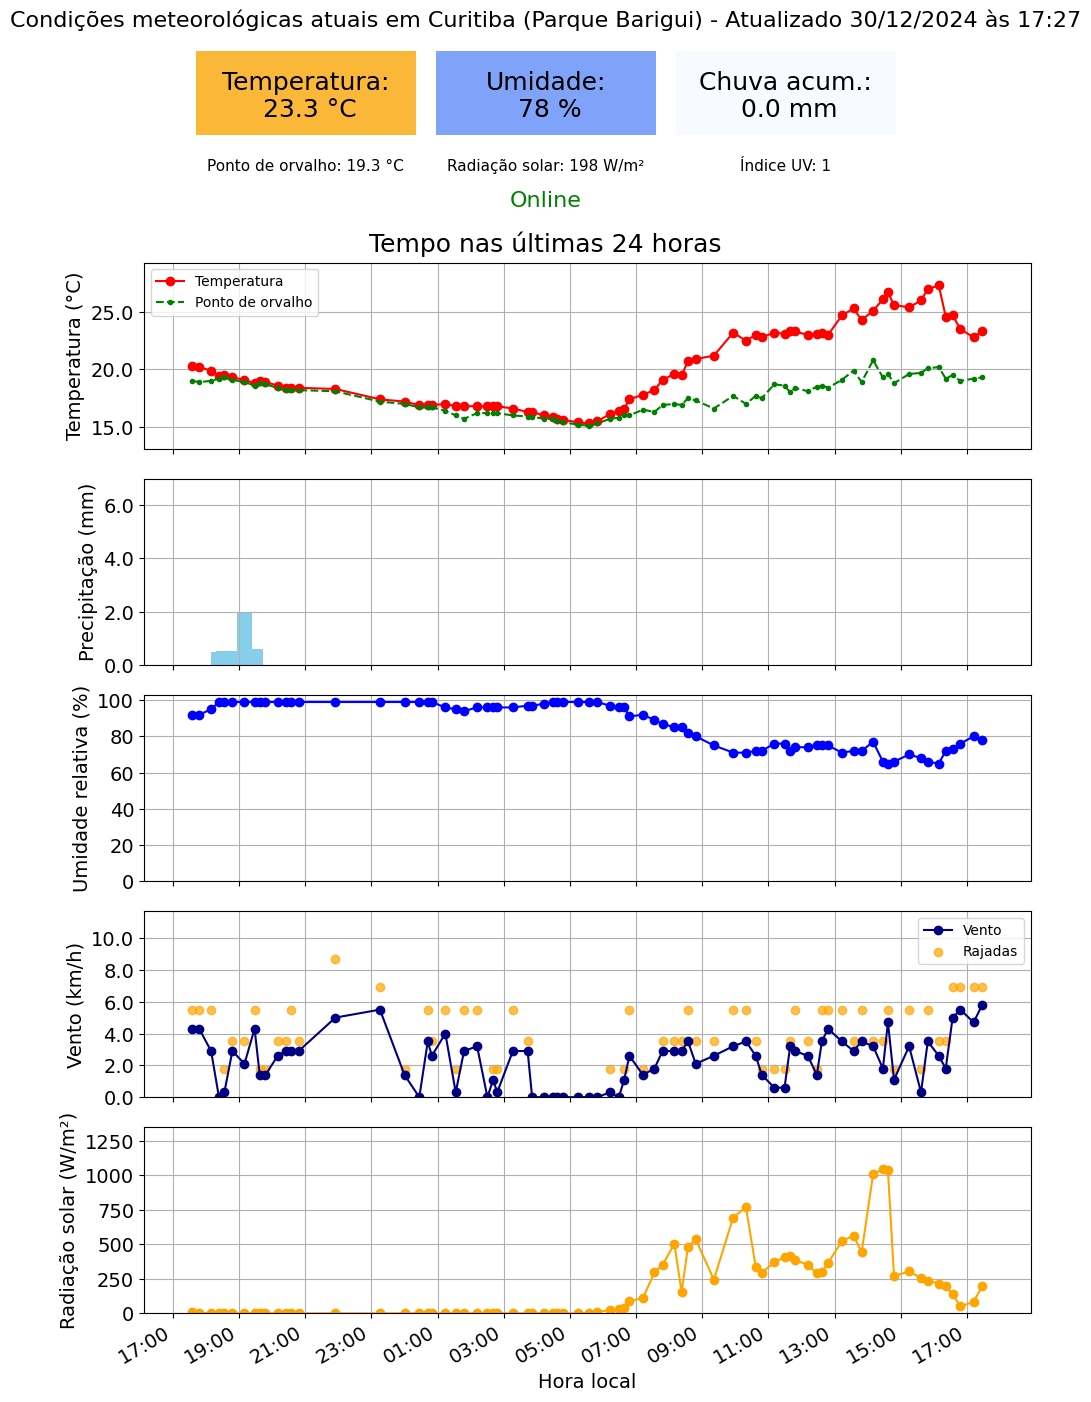 Condições meteorológicas atuais em Curitiba (Parque Barigui) - Atualizado 30/12/2024 às 17:27
Temperatura:
23.3 °C
Umidade:
78 %
Chuva acum.:
0.0 mm
Ponto de orvalho: 19.3 °C
Radiação solar: 198 W/m²
Índice UV: 1
Online
Tempo nas últimas 24 horas
Temperatura (°C)
25.0
20.0
15.0
Temperatura
Ponto de orvalho
Precipitação (mm)
6.0
4.0
2.0
0.0
Umidade relativa (%)
100
80
60
40
20
0
Vento (km/h)
10.0
8.0
6.0
4.0
2.0
0.0
Vento
Rajadas
Radiação solar (W/m²)
1250
1000
750
500
250
0
17:00
19:00
21:00
23:00
01:00
03:00
05:00
07:00
09:00
11:00
13:00
15:00
17:00
Hora local